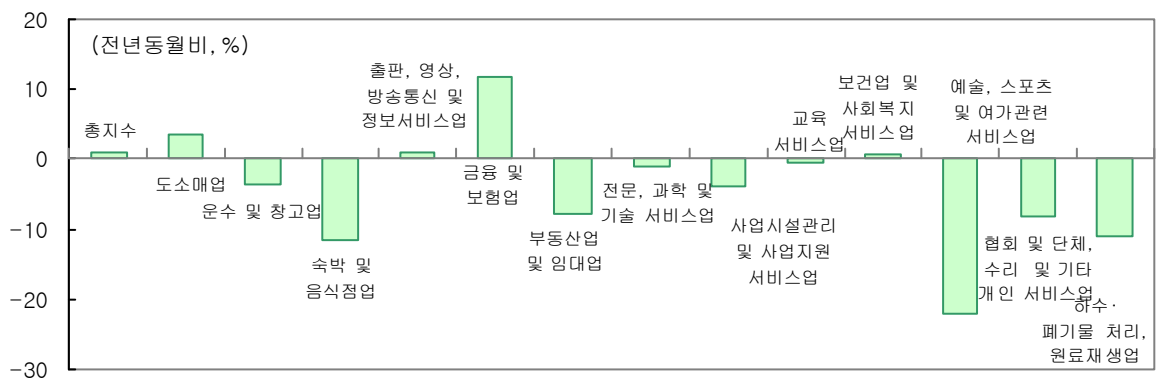 20
10
0
-10
-20
-30
(전년동월비, %)
총지수
도소매업
운수 및 창고업
숙박 및
음식점업
출판, 영상,
방송통신 및
정보서비스업
금융 및
보험업
부동산업
및 임대업
전문, 과학 및
기술 서비스업
사업시설관리
및 사업지원
서비스업
교육
서비스업
보건업 및
사회복지
서비스업
예술, 스포츠
및 여가관련
서비스업
협회 및 단체,
수리 및 기타
개인 서비스업
하수·
폐기물 처리,
원료재생업